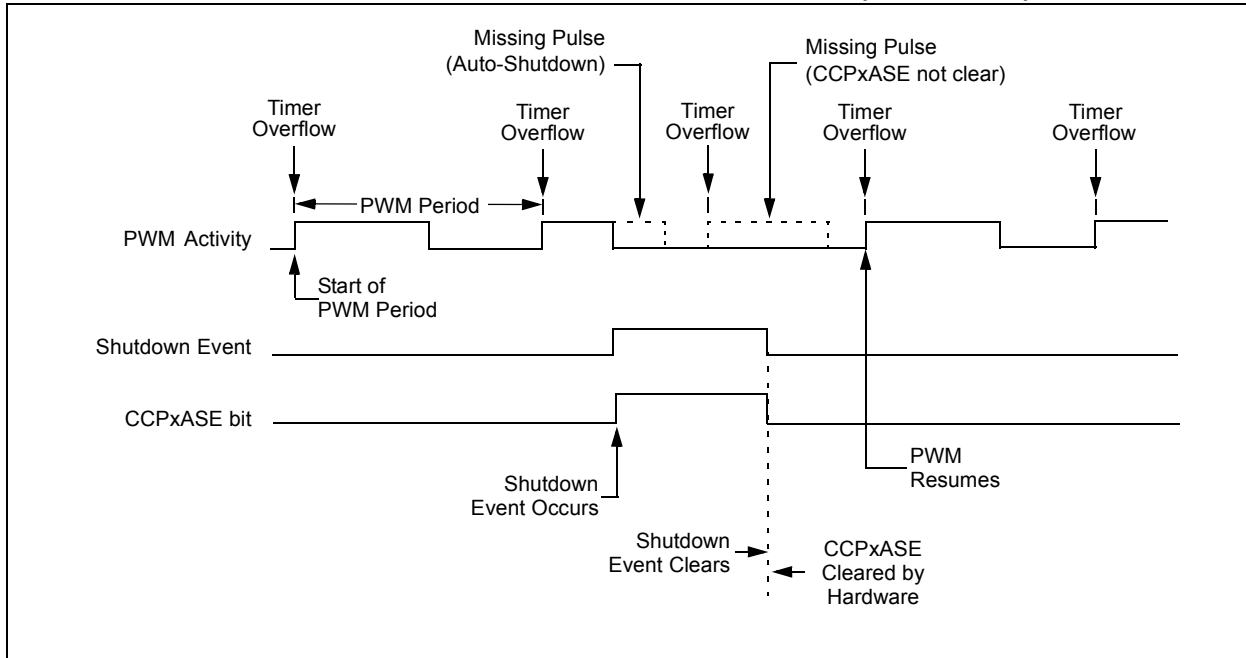 Missing Pulse
(Auto-Shutdown)
Missing Pulse
(CCPxASE not clear)
Timer
Overflow
Timer
Overflow
Timer
Overflow
Timer
Overflow
Timer
Overflow
PWM Period
PWM Activity
Start of
PWM Period
Shutdown Event
CCPxASE bit
Shutdown
Event Occurs
PWM
Resumes
Shutdown
Event Clears
CCPxASE
Cleared by
Hardware